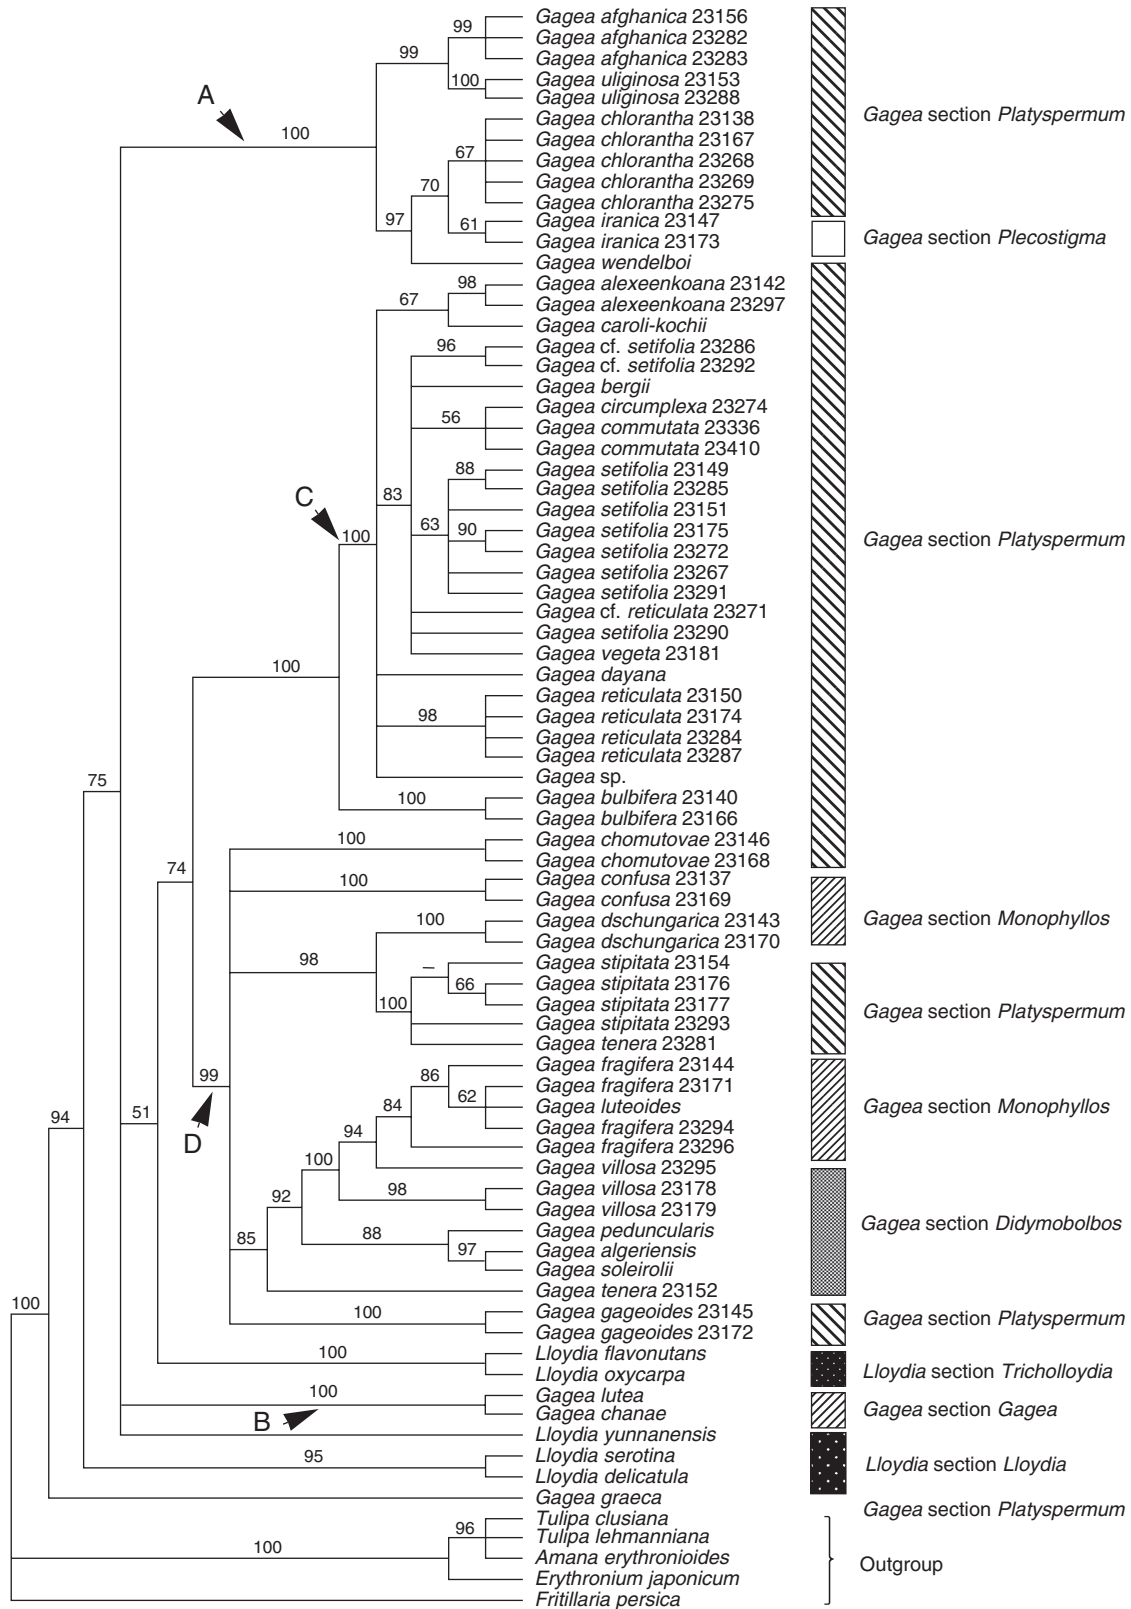 Gagea afghanica 23156
Gagea afghanica 23282
Gagea afghanica 23283
Gagea uliginosa 23153
Gagea uliginosa 23288
Gagea chlorantha 23138
Gagea chlorantha 23167
Gagea chlorantha 23268
Gagea chlorantha 23269
Gagea chlorantha 23275
Gagea iranica 23147
Gagea iranica 23173
Gagea wendelboi
Gagea alexeenkoana 23142
Gagea alexeenkoana 23297
Gagea caroli-kochii
Gagea cf. setifolia 23286
Gagea cf. setifolia 23292
Gagea bergii
Gagea circumplexa 23274
Gagea commutata 23336
Gagea commutata 23410
Gagea setifolia 23149
Gagea setifolia 23285
Gagea setifolia 23151
Gagea setifolia 23175
Gagea setifolia 23272
Gagea setifolia 23267
Gagea setifolia 23291
Gagea cf. reticulata 23271
Gagea setifolia 23290
Gagea vegeta 23181
Gagea dayana
Gagea reticulata 23150
Gagea reticulata 23174
Gagea reticulata 23284
Gagea reticulata 23287
Gagea sp.
Gagea bulbifera 23140
Gagea bulbifera 23166
Gagea chomutovae 23146
Gagea chomutovae 23168
Gagea confusa 23137
Gagea confusa 23169
Gagea dschungarica 23143
Gagea dschungarica 23170
Gagea stipitata 23154
Gagea stipitata 23176
Gagea stipitata 23177
Gagea stipitata 23293
Gagea tenera 23281
Gagea fragifera 23144
Gagea fragifera 23171
Gagea luteoides
Gagea fragifera 23294
Gagea fragifera 23296
Gagea villosa 23295
Gagea villosa 23178
Gagea villosa 23179
Gagea peduncularis
Gagea algeriensis
Gagea soleirolii
Gagea tenera 23152
Gagea gageoides 23145
Gagea gageoides 23172
Lloydia flavonutans
Lloydia oxycarpa
Gagea lutea
Gagea chanae
Lloydia yunnanensis
Lloydia serotina
Lloydia delicatula
Gagea graeca
Tulipa clusiana
Tulipa lehmanniana
Amana erythronioides
Erythronium japonicum
Fritillaria persica
Gagea section Platyspermum
Gagea section Plecostigma
Gagea section Platyspermum
Gagea section Monophyllos
Gagea section Platyspermum
Gagea section Monophyllos
Gagea section Didymobolbos
Gagea section Platyspermum
Lloydia section Tricholloydia
Gagea section Gagea
Lloydia section Lloydia
Gagea section Platyspermum
Outgroup
A
C
D
B
99
99
100
100
67
70
97
61
98
67
96
56
88
83
63
90
100
100
98
100
75
74
100
100
100
98
–
66
100
99
86
62
84
94
51
94
100
98
92
88
97
85
100
100
100
100
95
96
100